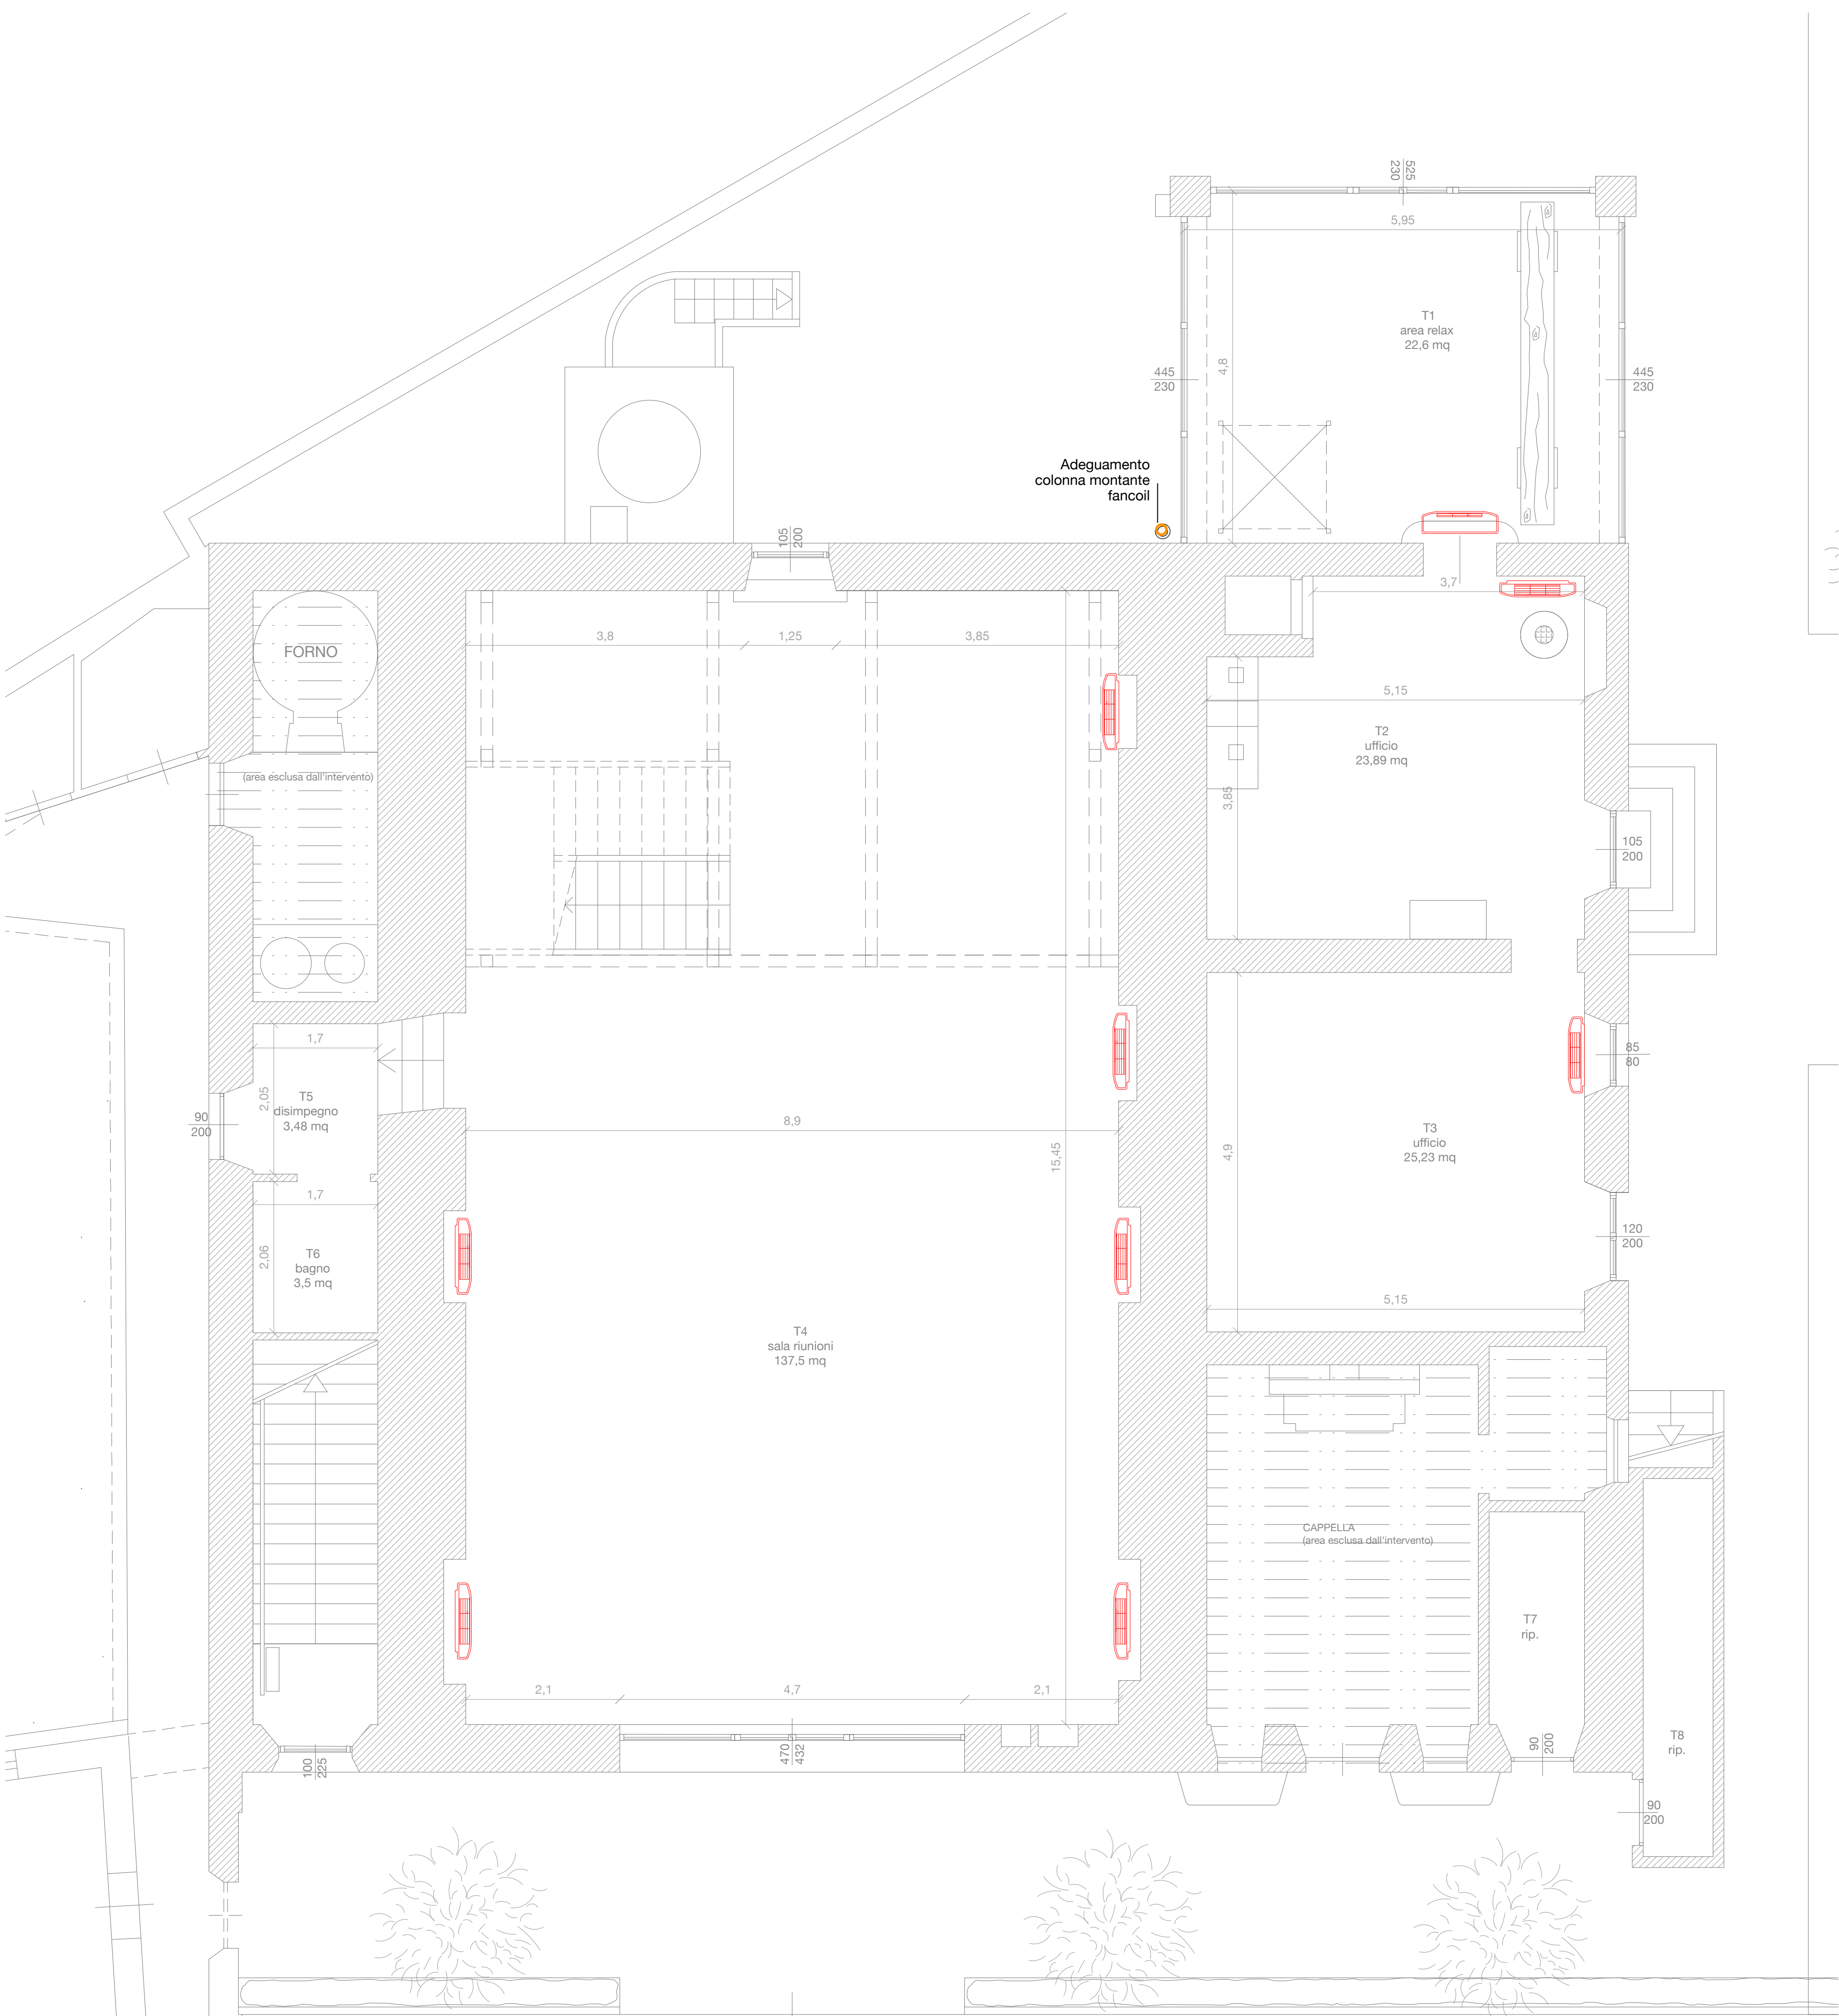 230
525
5,95
T1
area relax
22,6 mq
4,8
445
230
445
230
Adeguamento
colonna montante
fancoil
105
200
3,7
3,8
1,25
3,85
FORNO
5,15
T2
ufficio
23,89 mq
(area esclusa dall'intervento)
3,85
105
200
1,7
85
80
T5
disimpegno
3,48 mq
2,05
90
200
8,9
15,45
T3
ufficio
25,23 mq
4,9
1,7
120
200
T6
bagno
3,5 mq
2,06
5,15
T4
sala riunioni
137,5 mq
CAPPELLA
(area esclusa dall'intervento)
T7
rip.
2,1
4,7
2,1
T8
rip.
100
225
470
432
90
200
90
200